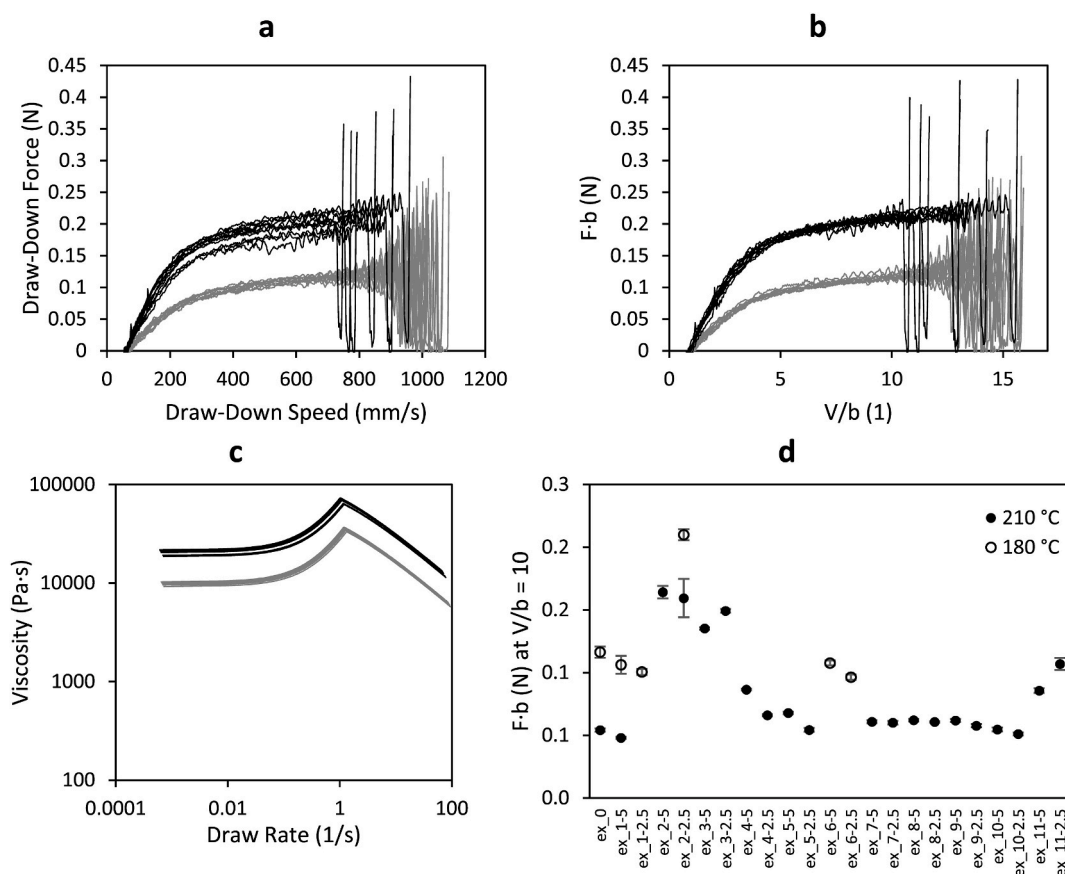 a
0.45
0.4
0.35
0.3
0.25
0.2
0.15
0.1
0.05
0
0 200 400 600 800 1000 1200
Draw-Down Force (N)
Draw-Down Speed (mm/s)
b
0.45
0.4
0.35
0.3
0.25
0.2
0.15
0.1
0.05
0
0 5 10 15
F·b (N)
V/b (1)
c
100000
10000
1000
100
0.0001 0.01 1 100
Viscosity (Pa·s)
Draw Rate (1/s)
d
0.3
0.2
0.2
0.1
0.1
0.0
F·b (N) at V/b = 10
210 °C
180 °C
ex_0
ex_1-5
ex_1-2.5
ex_2-5
ex_2-2.5
ex_3-5
ex_3-2.5
ex_4-5
ex_4-2.5
ex_5-5
ex_5-2.5
ex_6-5
ex_6-2.5
ex_7-5
ex_7-2.5
ex_8-5
ex_8-2.5
ex_9-5
ex_9-2.5
ex_10-5
ex_10-2.5
ex_11-5
ex_11-2.5